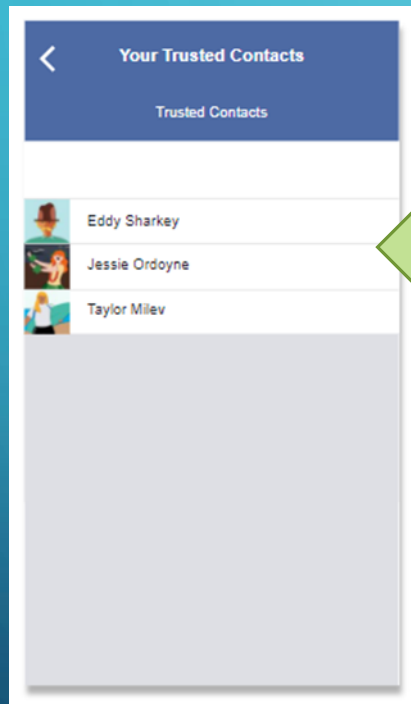 Your Trusted Contacts
Trusted Contacts
Eddy Sharkey
Jessie Ordoyne
Taylor Milev